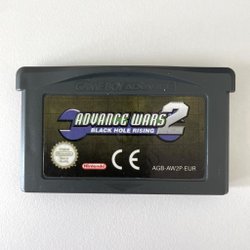 GAME BOY ADVANCE
ADVANCE WARS 2
BLACK HOLE RISING
Nintendo
CE
AGB-AW2P-EUR